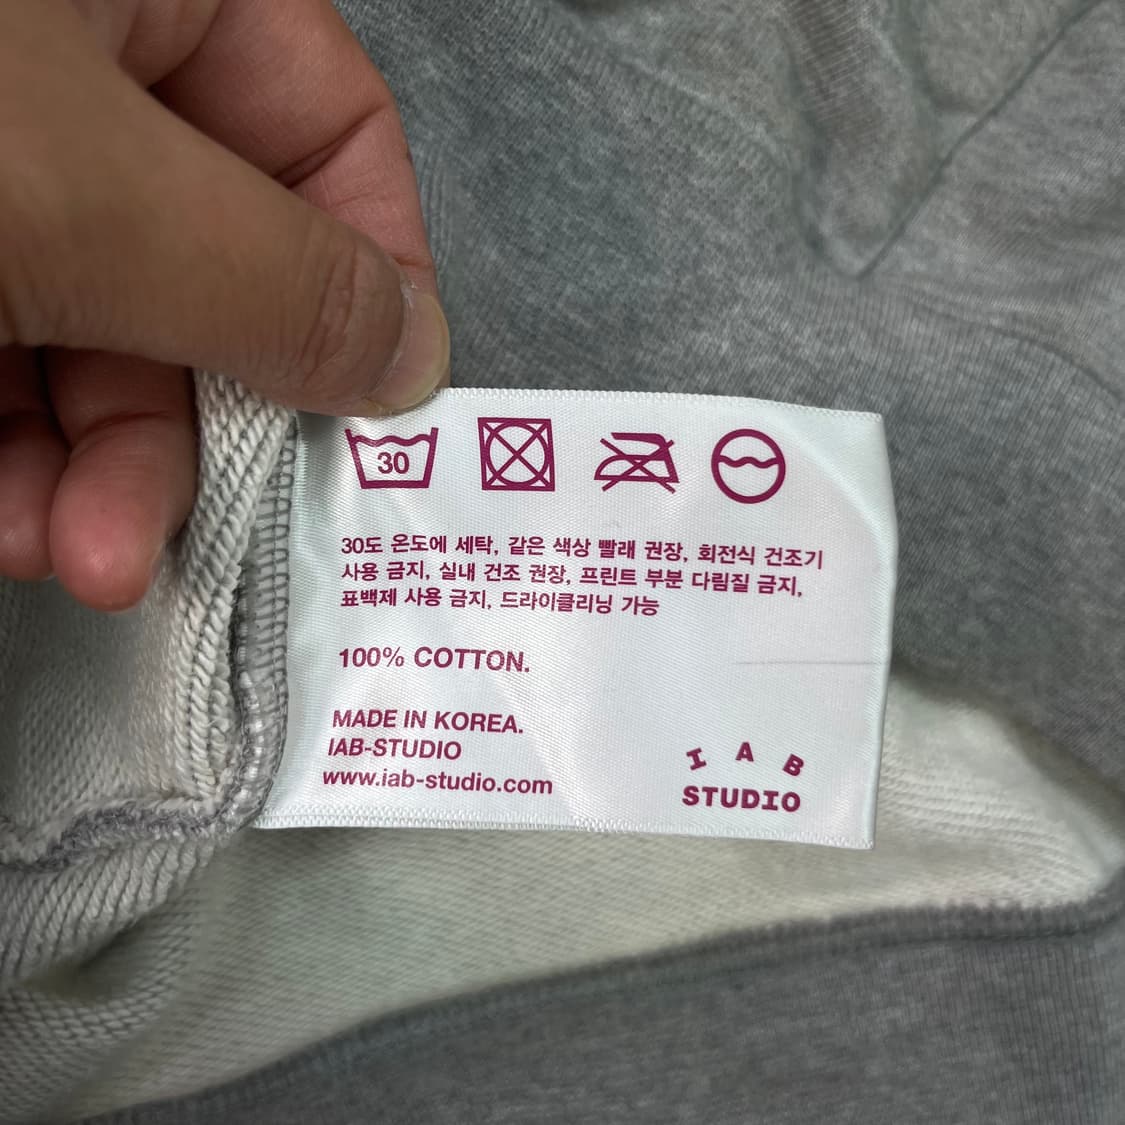 30
30도 온도에 세탁, 같은 색상 빨래 권장, 회전식 건조기
사용 금지, 실내 건조 권장, 프린트 부분 다림질 금지,
표백제 사용 금지, 드라이클리닝 가능
100% COTTON.
MADE IN KOREA.
IAB-STUDIO
www.iab-studio.com
IAB
STUDIO